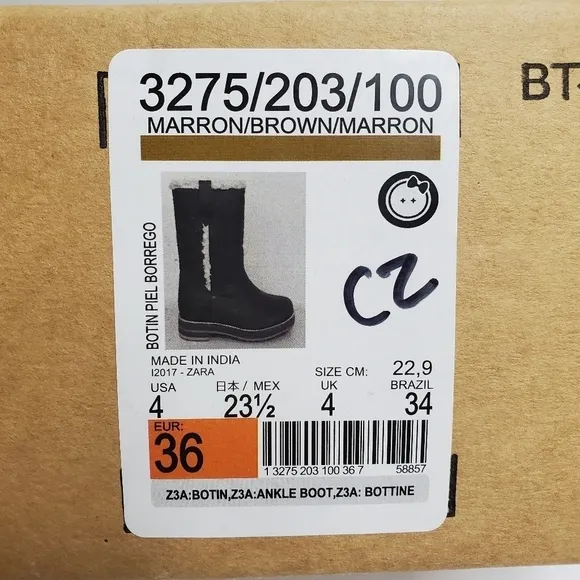 3275/203/100
MARRON/BROWN/MARRON
BOTIN PIEL BORREGO
CZ
MADE IN INDIA
I2017 - ZARA
SIZE CM: 22,9
USA 日本 / MEX UK BRAZIL
4 23½ 4 34
EUR:
36
1 3275 203 100 36 7 58857
Z3A:BOTIN,Z3A:ANKLE BOOT,Z3A: BOTTINE